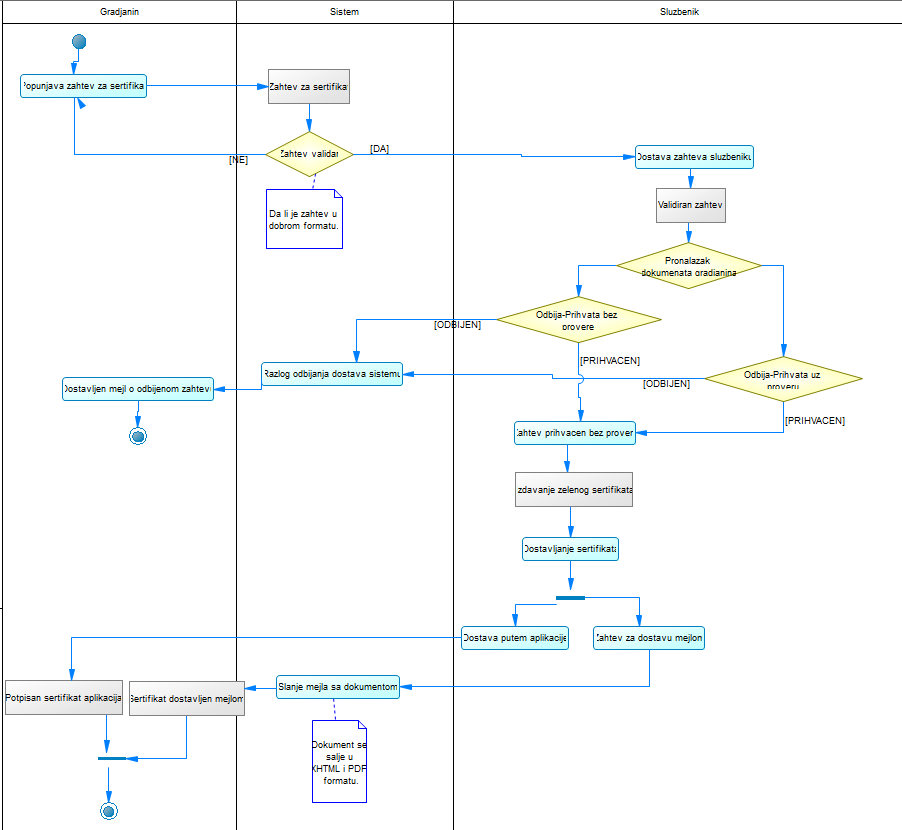 Gradjanin
Sistem
Sluzbenik
opunjava zahtev za sertifika
Zahtev za sertifikat
Zahtev validan
[NE]
[DA]
Da li je zahtev u
dobrom formatu.
Dostava zahteva sluzbeniku
Validiran zahtev
Pronalazak
dokumenata gradjanina
Odbija-Prihvata bez
provere
[ODBIJEN]
[PRIHVACEN]
Odbija-Prihvata uz
proveru
[ODBIJEN]
[PRIHVACEN]
Razlog odbijanja dostava sistemu
Dostavljen mejl o odbijenom zahtevu
Zahtev prihvacen bez prover
zdavanje zelenog sertifikata
Dostavljanje sertifikata
Dostava putem aplikacije
Zahtev za dostavu mejlom
Potpisan sertifikat aplikacija
Sertifikat dostavljen mejlom
Slanje mejla sa dokumentom
Dokument se
salje u
XHTML i PDF
formatu.